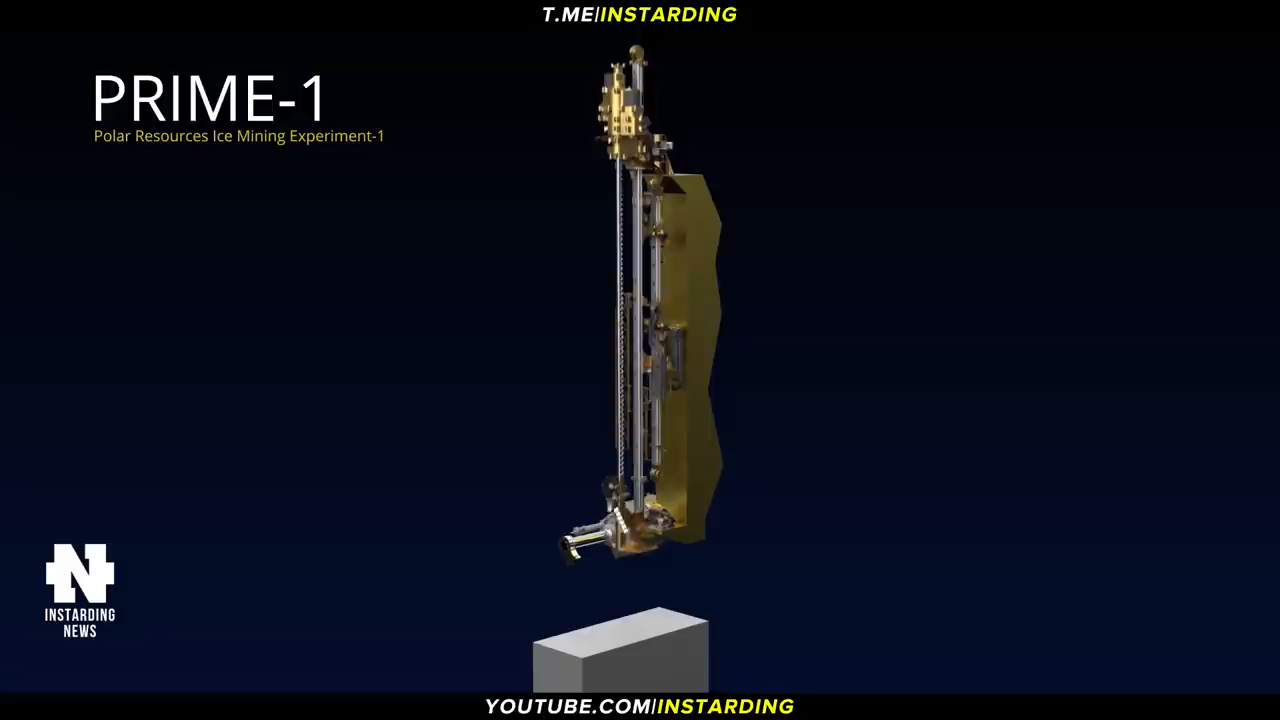 T.ME|INSTARDING
PRIME-1
Polar Resources Ice Mining Experiment-1
N
INSTARDING
NEWS
YOUTUBE.COM|INSTARDING